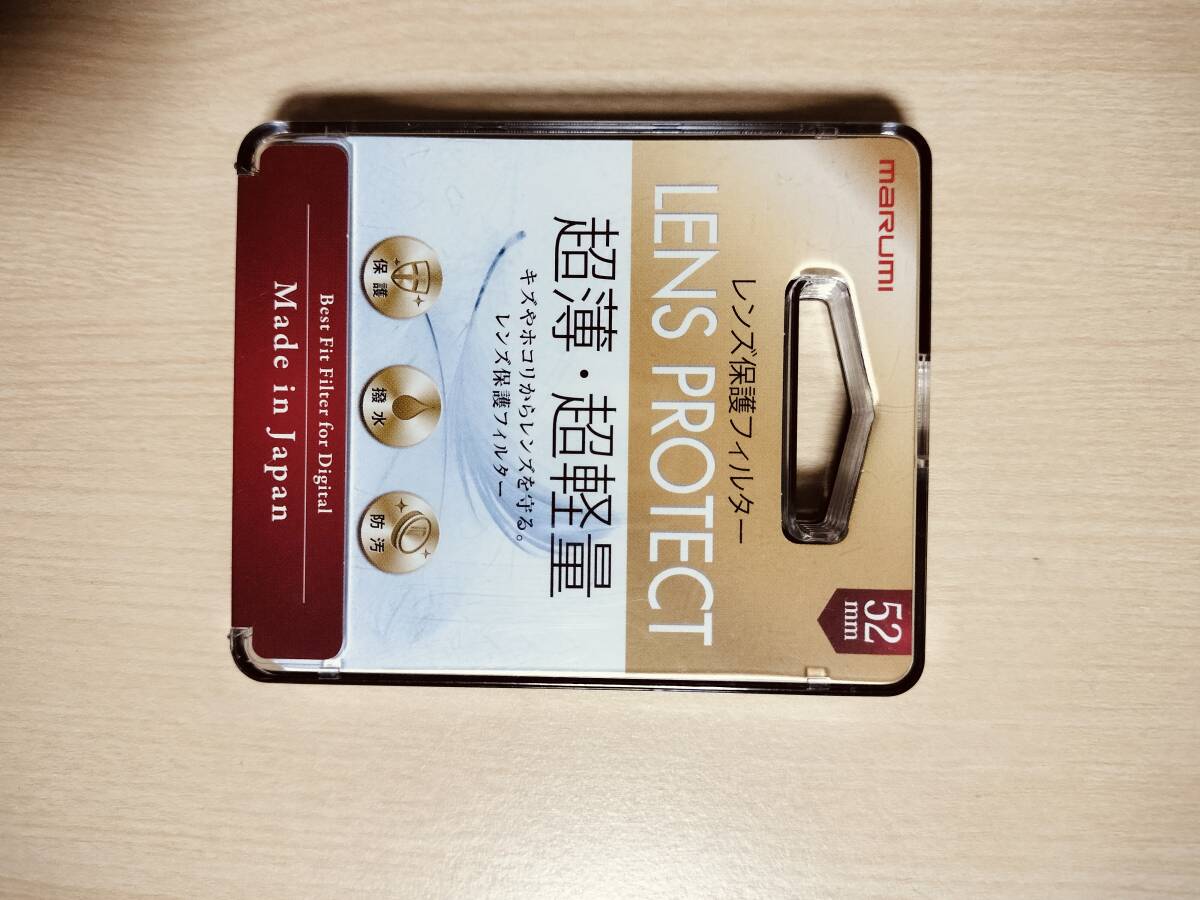 marumi
52
mm
レンズ保護フィルター
LENS PROTECT
超薄・超軽量
キズやホコリからレンズを守る。
レンズ保護フィルター
保護
撥水
防汚
Best Fit Filter for Digital
Made in Japan